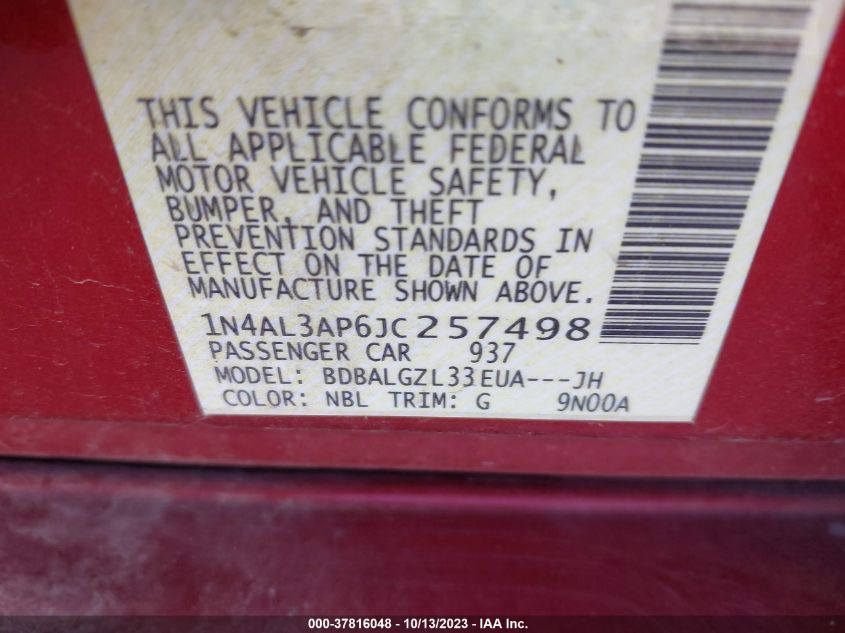 THIS VEHICLE CONFORMS TO
ALL APPLICABLE FEDERAL
MOTOR VEHICLE SAFETY,
BUMPER, AND THEFT
PREVENTION STANDARDS IN
EFFECT ON THE DATE OF
MANUFACTURE SHOWN ABOVE.
1N4AL3AP6JC257498
PASSENGER CAR 937
MODEL: BDBALGZL33EUA---JH
COLOR: NBL TRIM: G 9N00A
000-37816048 - 10/13/2023 - IAA Inc.